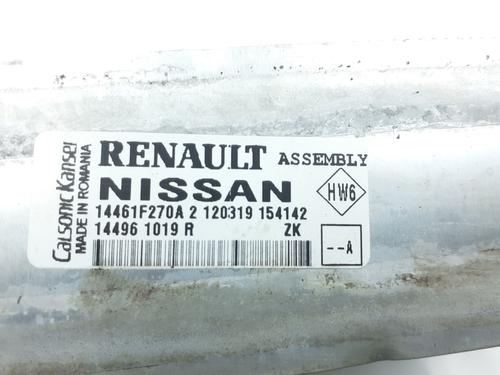 Calsonic Kansei
MADE IN ROMANIA
RENAULT ASSEMBLY
NISSAN
14461F270A 2 120319 154142
14496 1019 R ZK
HW6
--A